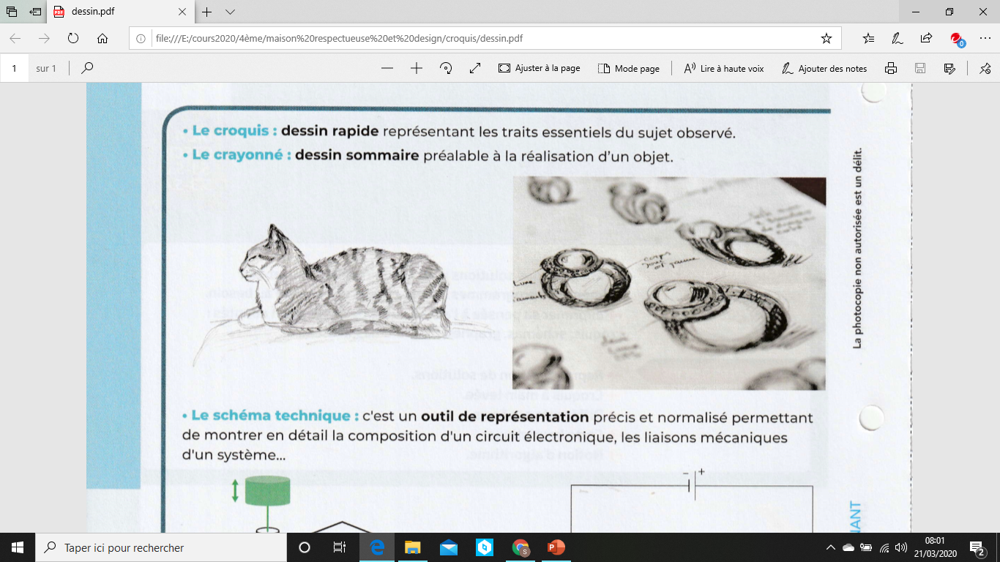 dessin.pdf
file:///E:/cours2020/4ème/maison%20respectueuse%20et%20design/croquis/dessin.pdf
1 sur 1
Ajuster à la page
Mode page
Lire à haute voix
Ajouter des notes
• Le croquis : dessin rapide représentant les traits essentiels du sujet observé.
• Le crayonné : dessin sommaire préalable à la réalisation d'un objet.
La photocopie non autorisée est un délit.
corps
• Le schéma technique : c'est un outil de représentation précis et normalisé permettant
de montrer en détail la composition d'un circuit électronique, les liaisons mécaniques
d'un système...
- +
NANT
Taper ici pour rechercher
08:01
21/03/2020
2